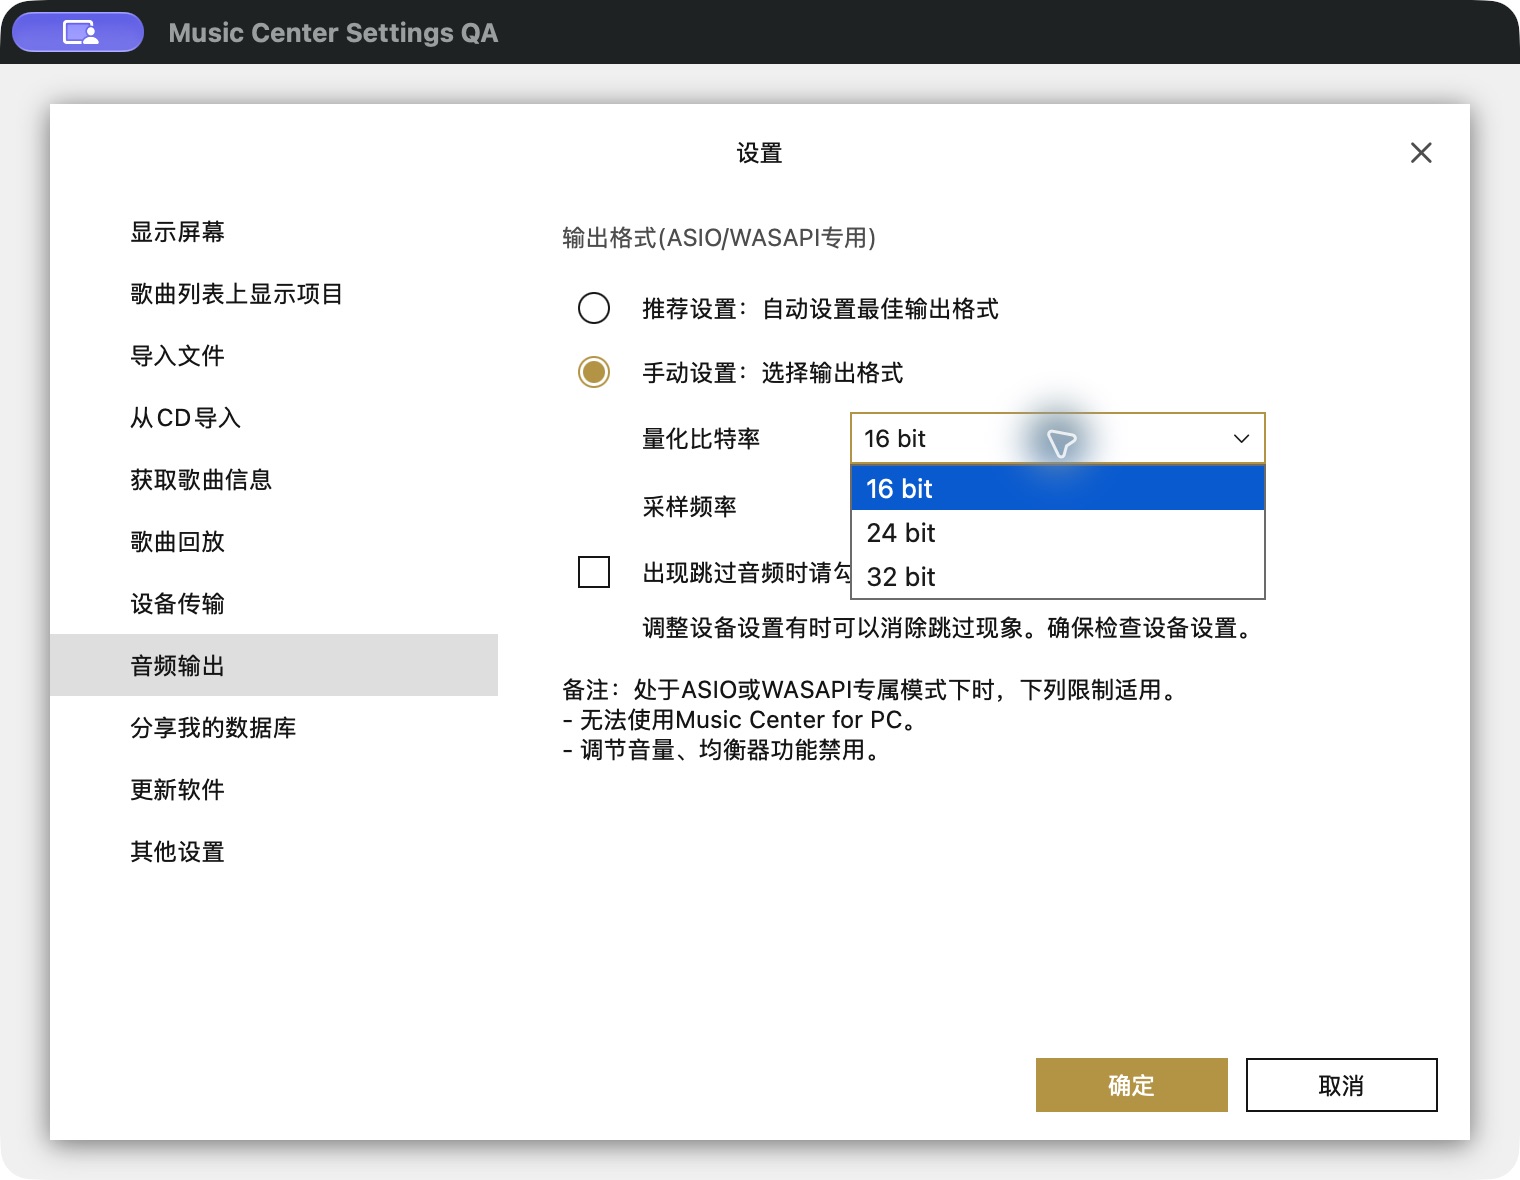 Music Center Settings QA
设置
显示屏幕
歌曲列表上显示项目
导入文件
从CD导入
获取歌曲信息
歌曲回放
设备传输
音频输出
分享我的数据库
更新软件
其他设置
输出格式(ASIO/WASAPI专用)
推荐设置：自动设置最佳输出格式
手动设置：选择输出格式
量化比特率
16 bit
16 bit
24 bit
32 bit
采样频率
出现跳过音频时请勾
调整设备设置有时可以消除跳过现象。确保检查设备设置。
备注：处于ASIO或WASAPI专属模式下时，下列限制适用。
- 无法使用Music Center for PC。
- 调节音量、均衡器功能禁用。
确定
取消